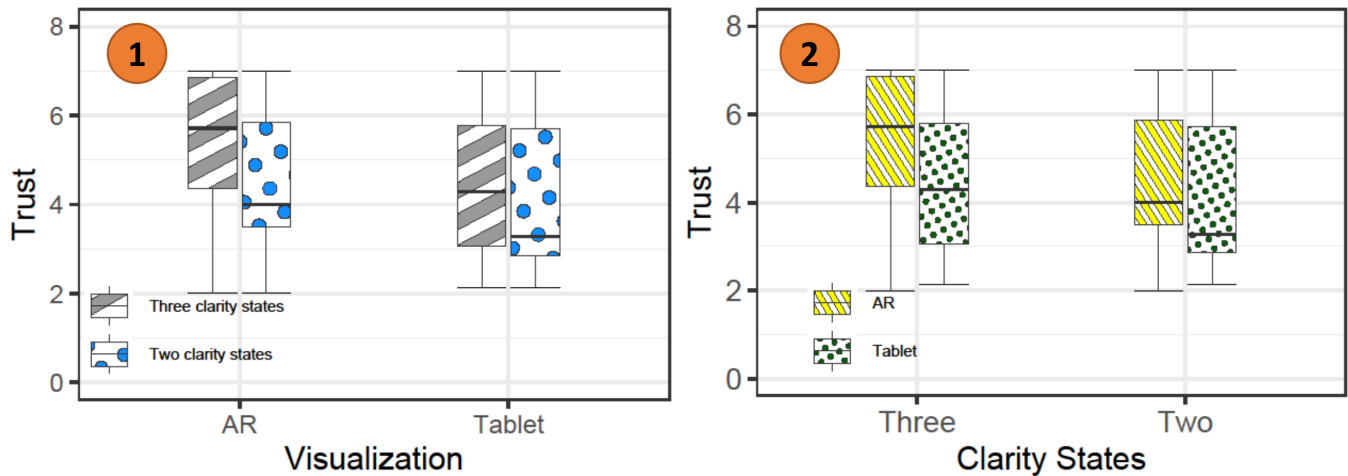 1
8
6
4
2
0
Trust
Three clarity states
Two clarity states
AR
Tablet
Visualization
2
8
6
4
2
0
Trust
AR
Tablet
Three
Two
Clarity States